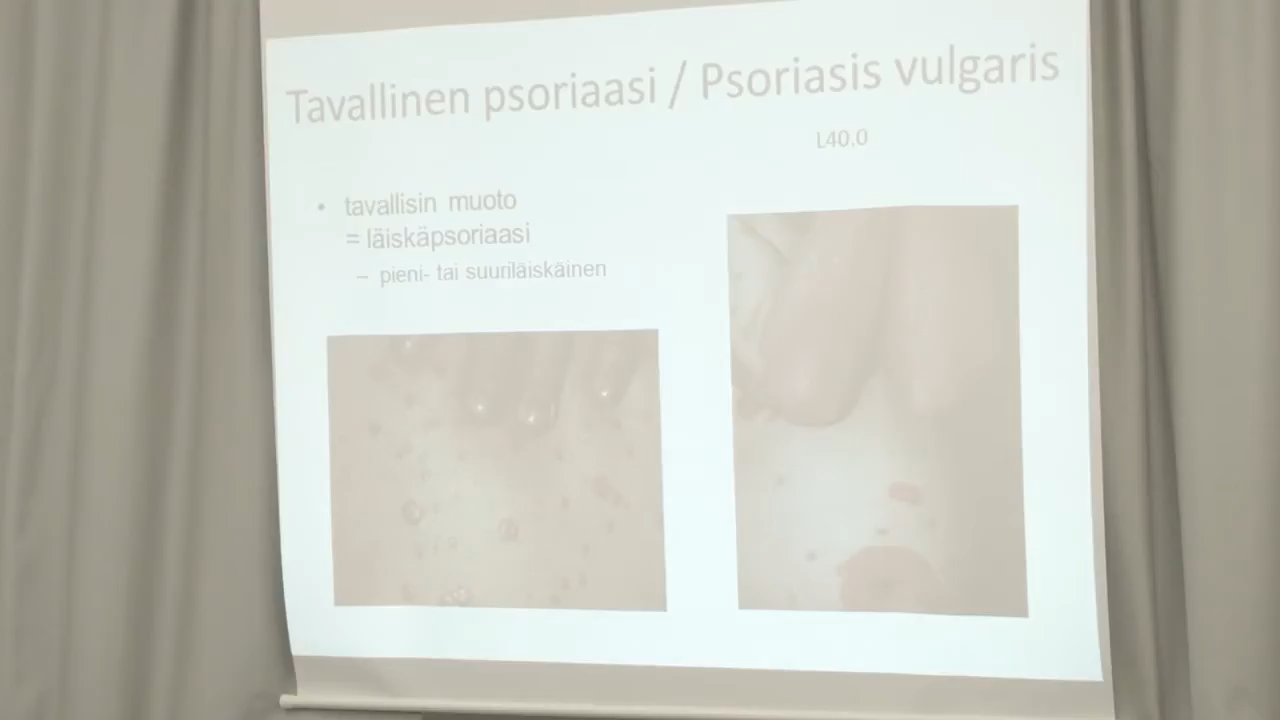 Tavallinen psoriaasi / Psoriasis vulgaris
L40.0
• tavallisin muoto
= läiskäpsoriaasi
– pieni- tai suuriläiskäinen